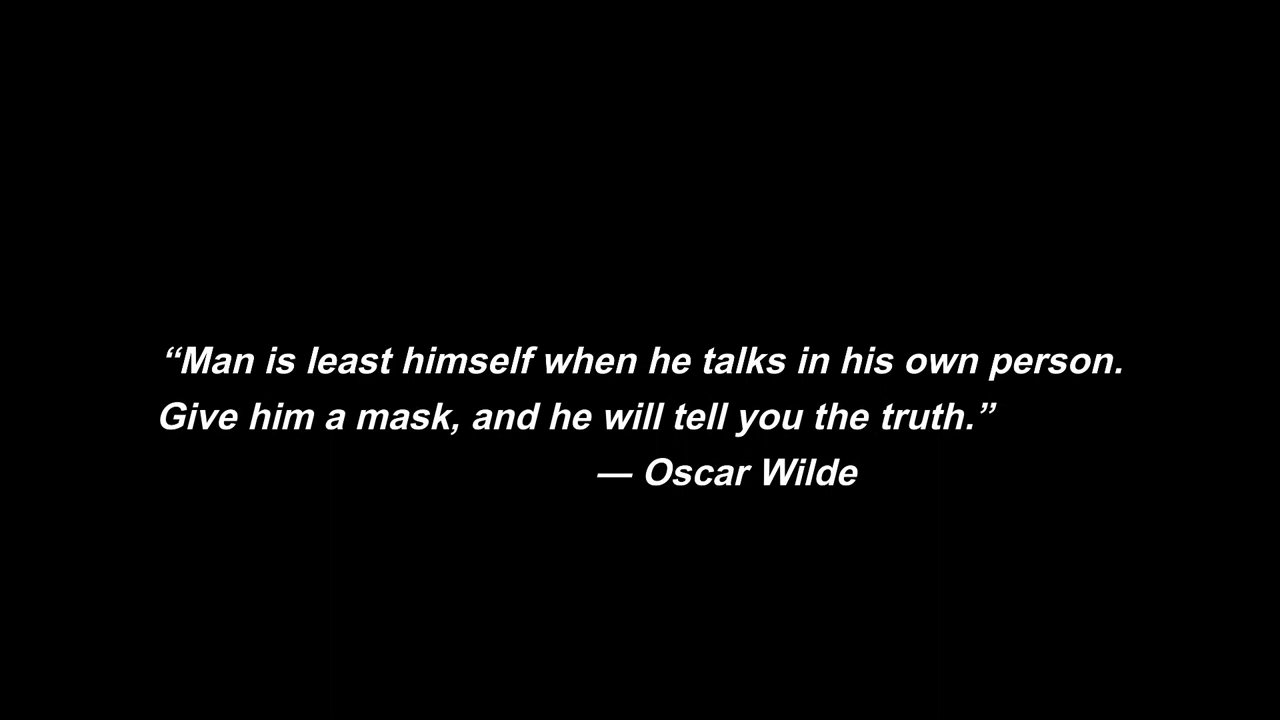 “Man is least himself when he talks in his own person.
Give him a mask, and he will tell you the truth.”
— Oscar Wilde